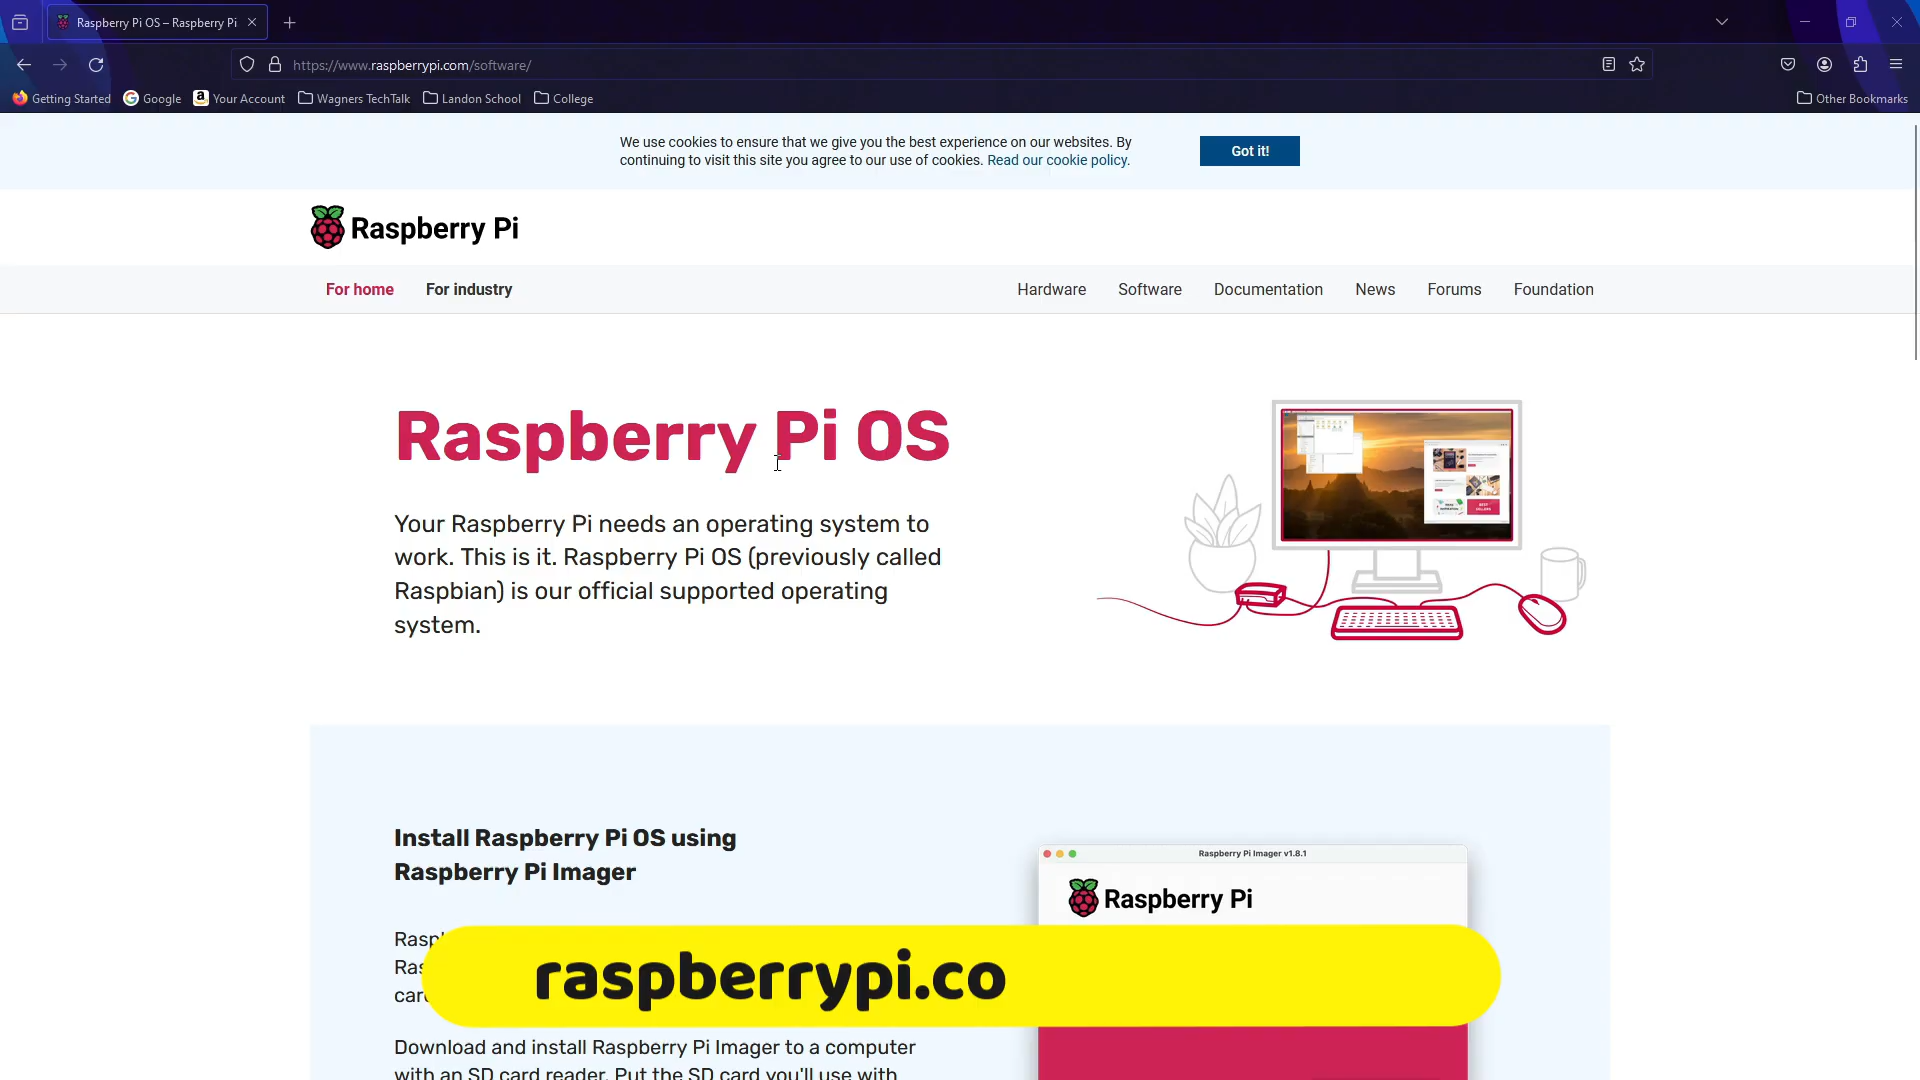 Raspberry Pi OS – Raspberry Pi
https://www.raspberrypi.com/software/
Getting Started Google Your Account Wagners TechTalk Landon School College Other Bookmarks
We use cookies to ensure that we give you the best experience on our websites. By
continuing to visit this site you agree to our use of cookies. Read our cookie policy.
Got it!
Raspberry Pi
For home For industry Hardware Software Documentation News Forums Foundation
Raspberry Pi OS
Your Raspberry Pi needs an operating system to
work. This is it. Raspberry Pi OS (previously called
Raspbian) is our official supported operating
system.
Install Raspberry Pi OS using
Raspberry Pi Imager
Raspberry Pi Imager v1.8.1
Raspberry Pi
raspberrypi.co
Download and install Raspberry Pi Imager to a computer
with an SD card reader. Put the SD card you'll use with